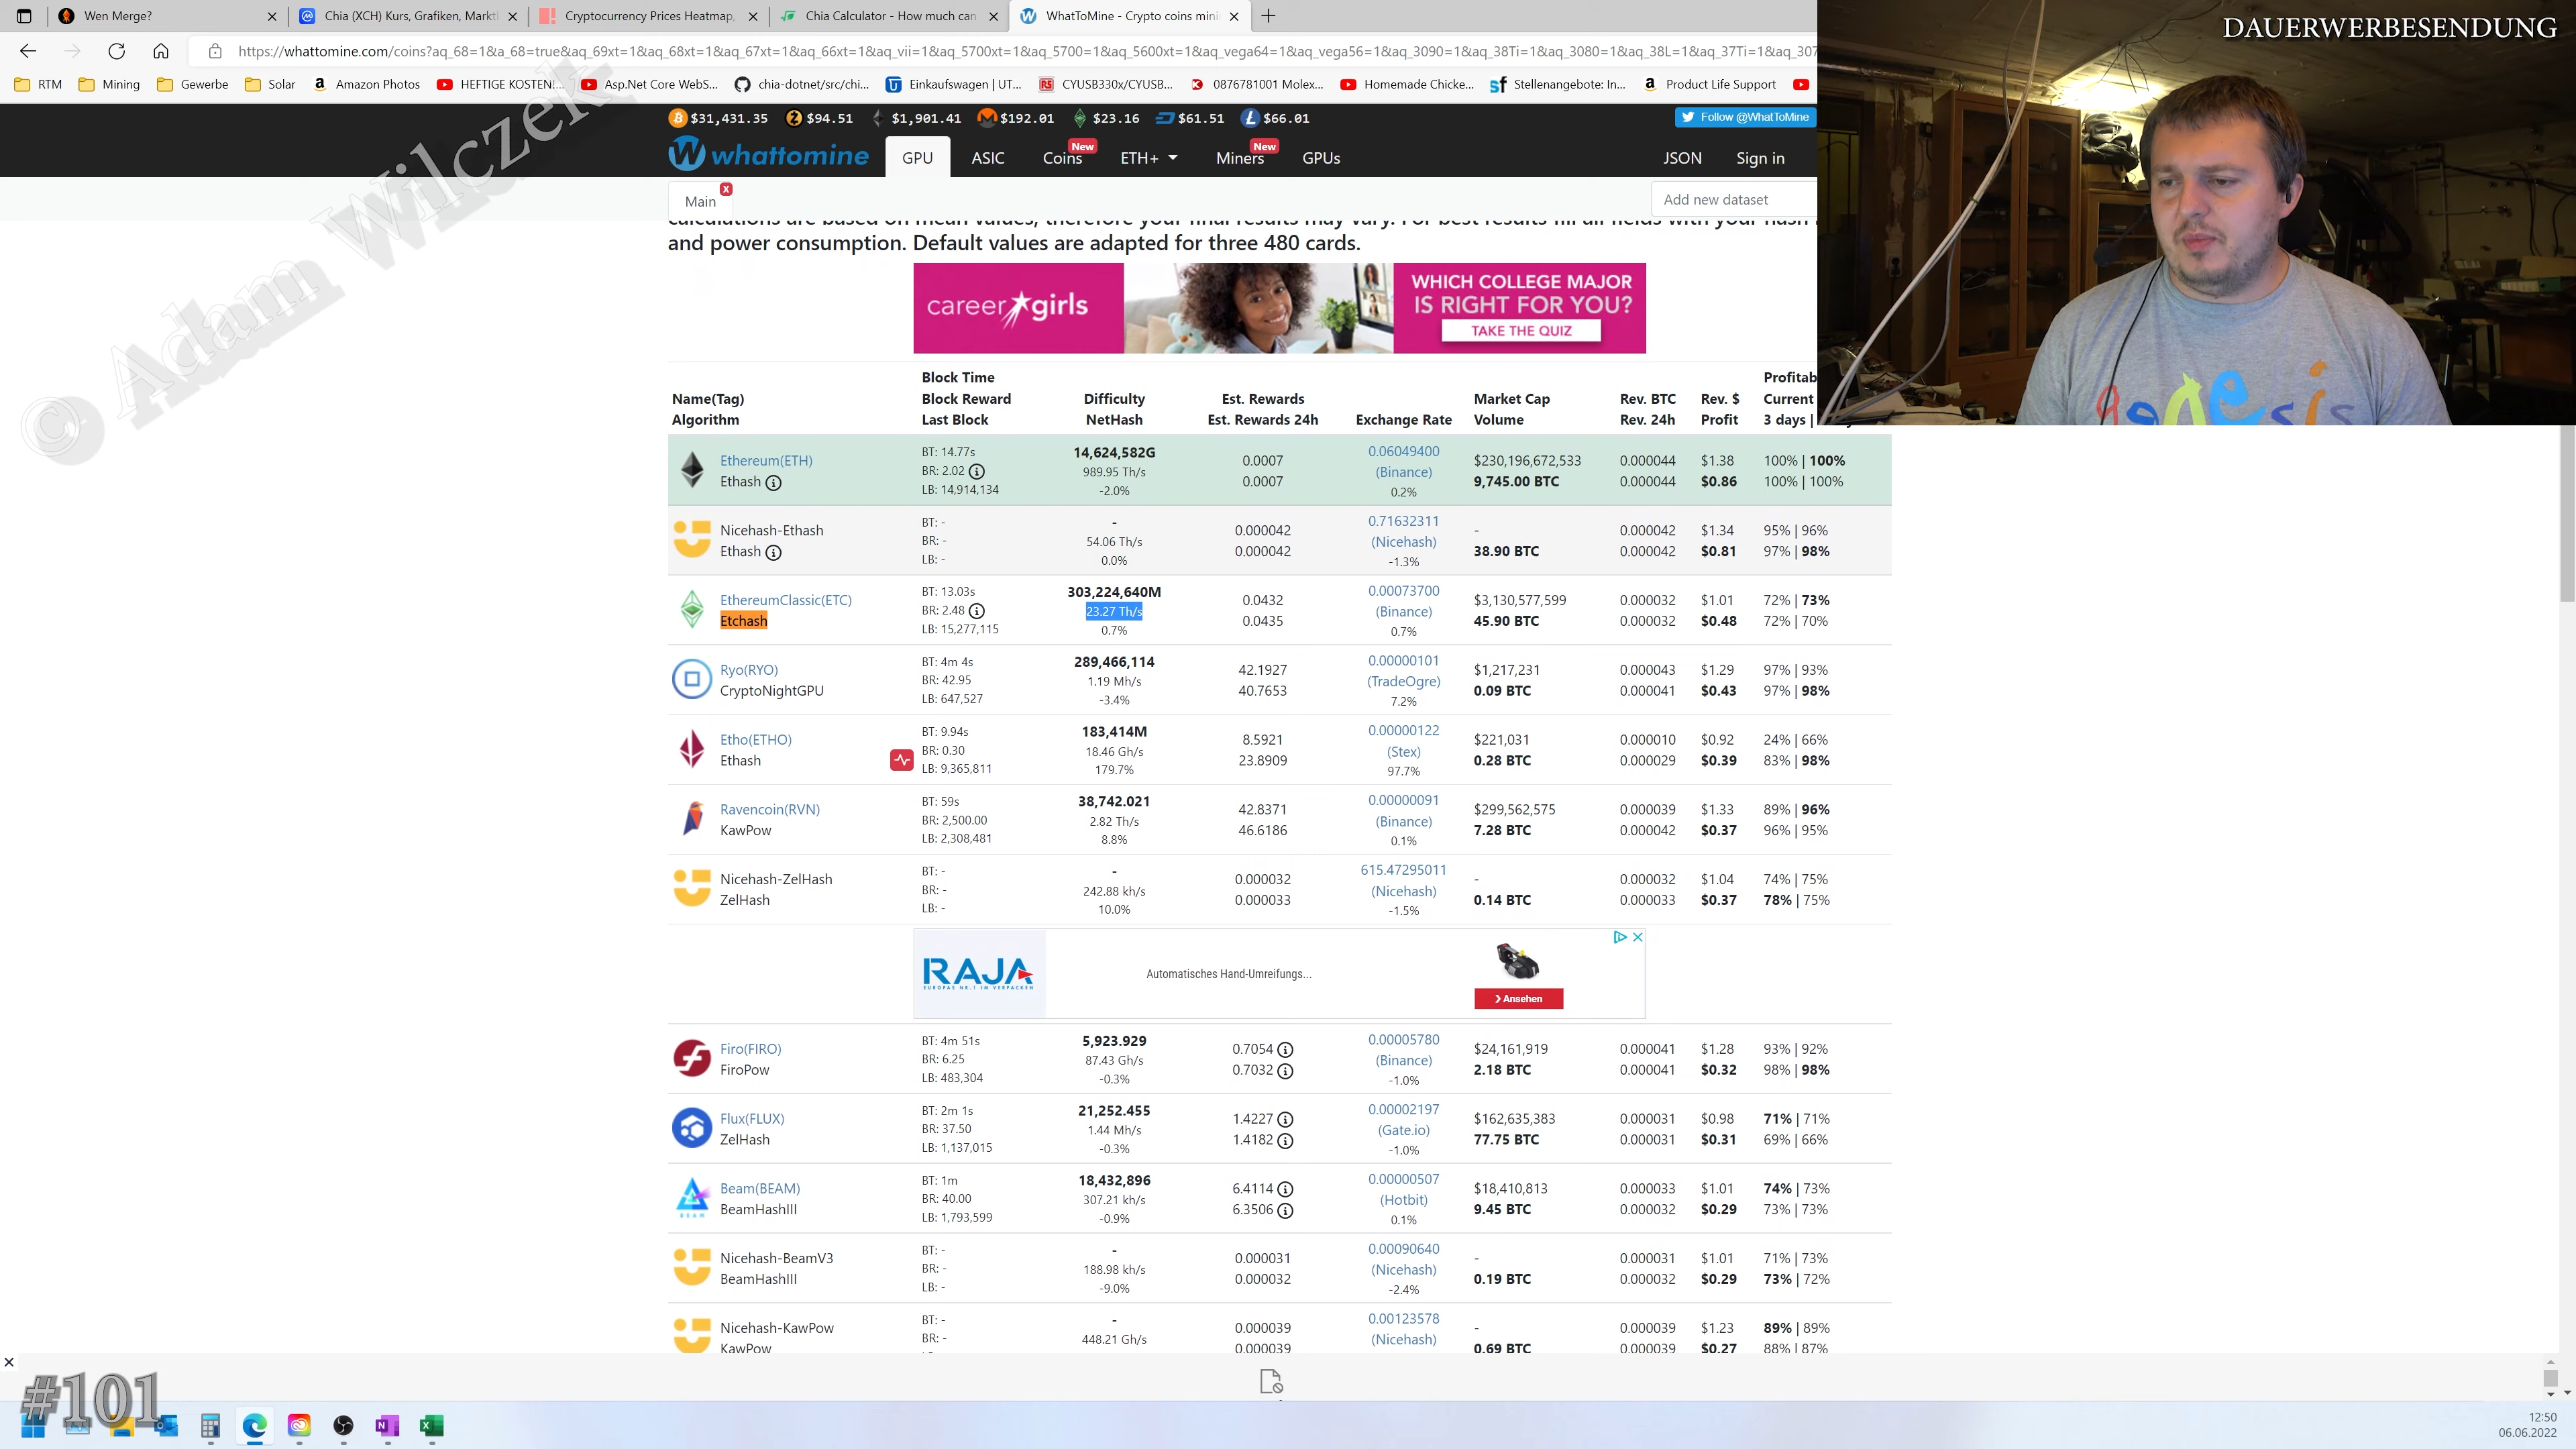 Wen Merge?
Chia (XCH) Kurs, Grafiken, Markt
Cryptocurrency Prices Heatmap,
Chia Calculator - How much can
WhatToMine - Crypto coins mini
https://whattomine.com/coins?aq_68=1&a_68=true&aq_69xt=1&aq_68xt=1&aq_67xt=1&aq_66xt=1&aq_vii=1&aq_5700xt=1&aq_5700=1&aq_5600xt=1&aq_vega64=1&aq_vega56=1&aq_3090=1&aq_38Ti=1&aq_3080=1&aq_38L=1&aq_37Ti=1&aq_307
DAUERWERBESENDUNG
RTM
Mining
Gewerbe
Solar
Amazon Photos
HEFTIGE KOSTEN!...
Asp.Net Core WebS...
chia-dotnet/src/chi...
Einkaufswagen | UT...
CYUSB330x/CYUSB...
0876781001 Molex...
Homemade Chicke...
Stellenangebote: In...
Product Life Support
© Adam Wilczek
$31,431.35 $94.51 $1,901.41 $192.01 $23.16 $61.51 $66.01
Follow @WhatToMine
whattomine
GPU ASIC Coins New ETH+ Miners New GPUs JSON Sign in
Main x
Add new dataset
calculations are based on mean values, therefore your final results may vary. For best results fill all fields with your hash
and power consumption. Default values are adapted for three 480 cards.
career girls
WHICH COLLEGE MAJOR
IS RIGHT FOR YOU?
TAKE THE QUIZ
Block Time Profitab
Name(Tag) Block Reward Difficulty Est. Rewards Market Cap Rev. BTC Rev. $ Current
Algorithm Last Block NetHash Est. Rewards 24h Exchange Rate Volume Rev. 24h Profit 3 days |
BT: 14.77s 14,624,582G 0.06049400
Ethereum(ETH) BR: 2.02 989.95 Th/s 0.0007 (Binance) $230,196,672,533 0.000044 $1.38 100% | 100%
Ethash LB: 14,914,134 -2.0% 0.0007 0.2% 9,745.00 BTC 0.000044 $0.86 100% | 100%
BT: - - 0.71632311
Nicehash-Ethash BR: - 54.06 Th/s 0.000042 (Nicehash) - 0.000042 $1.34 95% | 96%
Ethash LB: - 0.0% 0.000042 -1.3% 38.90 BTC 0.000042 $0.81 97% | 98%
BT: 13.03s 303,224,640M 0.00073700
EthereumClassic(ETC) BR: 2.48 23.27 Th/s 0.0432 (Binance) $3,130,577,599 0.000032 $1.01 72% | 73%
Etchash LB: 15,277,115 0.7% 0.0435 0.7% 45.90 BTC 0.000032 $0.48 72% | 70%
BT: 4m 4s 289,466,114 0.00000101
Ryo(RYO) BR: 42.95 1.19 Mh/s 42.1927 (TradeOgre) $1,217,231 0.000043 $1.29 97% | 93%
CryptoNightGPU LB: 647,527 -3.4% 40.7653 7.2% 0.09 BTC 0.000041 $0.43 97% | 98%
BT: 9.94s 183,414M 0.00000122
Etho(ETHO) BR: 0.30 18.46 Gh/s 8.5921 (Stex) $221,031 0.000010 $0.92 24% | 66%
Ethash LB: 9,365,811 179.7% 23.8909 97.7% 0.28 BTC 0.000029 $0.39 83% | 98%
BT: 59s 38,742.021 0.00000091
Ravencoin(RVN) BR: 2,500.00 2.82 Th/s 42.8371 (Binance) $299,562,575 0.000039 $1.33 89% | 96%
KawPow LB: 2,308,481 8.8% 46.6186 0.1% 7.28 BTC 0.000042 $0.37 96% | 95%
BT: - - 615.47295011
Nicehash-ZelHash BR: - 242.88 kh/s 0.000032 (Nicehash) - 0.000032 $1.04 74% | 75%
ZelHash LB: - 10.0% 0.000033 -1.5% 0.14 BTC 0.000033 $0.37 78% | 75%
RAJA
EUROPAS NR.1 IM VERPACKEN
Automatisches Hand-Umreifungs...
Ansehen
BT: 4m 51s 5,923.929 0.00005780
Firo(FIRO) BR: 6.25 87.43 Gh/s 0.7054 (Binance) $24,161,919 0.000041 $1.28 93% | 92%
FiroPow LB: 483,304 -0.3% 0.7032 -1.0% 2.18 BTC 0.000041 $0.32 98% | 98%
BT: 2m 1s 21,252.455 0.00002197
Flux(FLUX) BR: 37.50 1.44 Mh/s 1.4227 (Gate.io) $162,635,383 0.000031 $0.98 71% | 71%
ZelHash LB: 1,137,015 -0.3% 1.4182 -1.0% 77.75 BTC 0.000031 $0.31 69% | 66%
BT: 1m 18,432,896 0.00000507
Beam(BEAM) BR: 40.00 307.21 kh/s 6.4114 (Hotbit) $18,410,813 0.000033 $1.01 74% | 73%
BeamHashIII LB: 1,793,599 -0.9% 6.3506 0.1% 9.45 BTC 0.000032 $0.29 73% | 73%
BT: - - 0.00090640
Nicehash-BeamV3 BR: - 188.98 kh/s 0.000031 (Nicehash) - 0.000031 $1.01 71% | 73%
BeamHashIII LB: - -9.0% 0.000032 -2.4% 0.19 BTC 0.000032 $0.29 73% | 72%
BT: - - 0.00123578
Nicehash-KawPow BR: - 448.21 Gh/s 0.000039 (Nicehash) - 0.000039 $1.23 89% | 89%
KawPow 0.000039 0.69 BTC 0.000039 $0.27 88% | 87%
genesis
#101
12:50
06.06.2022